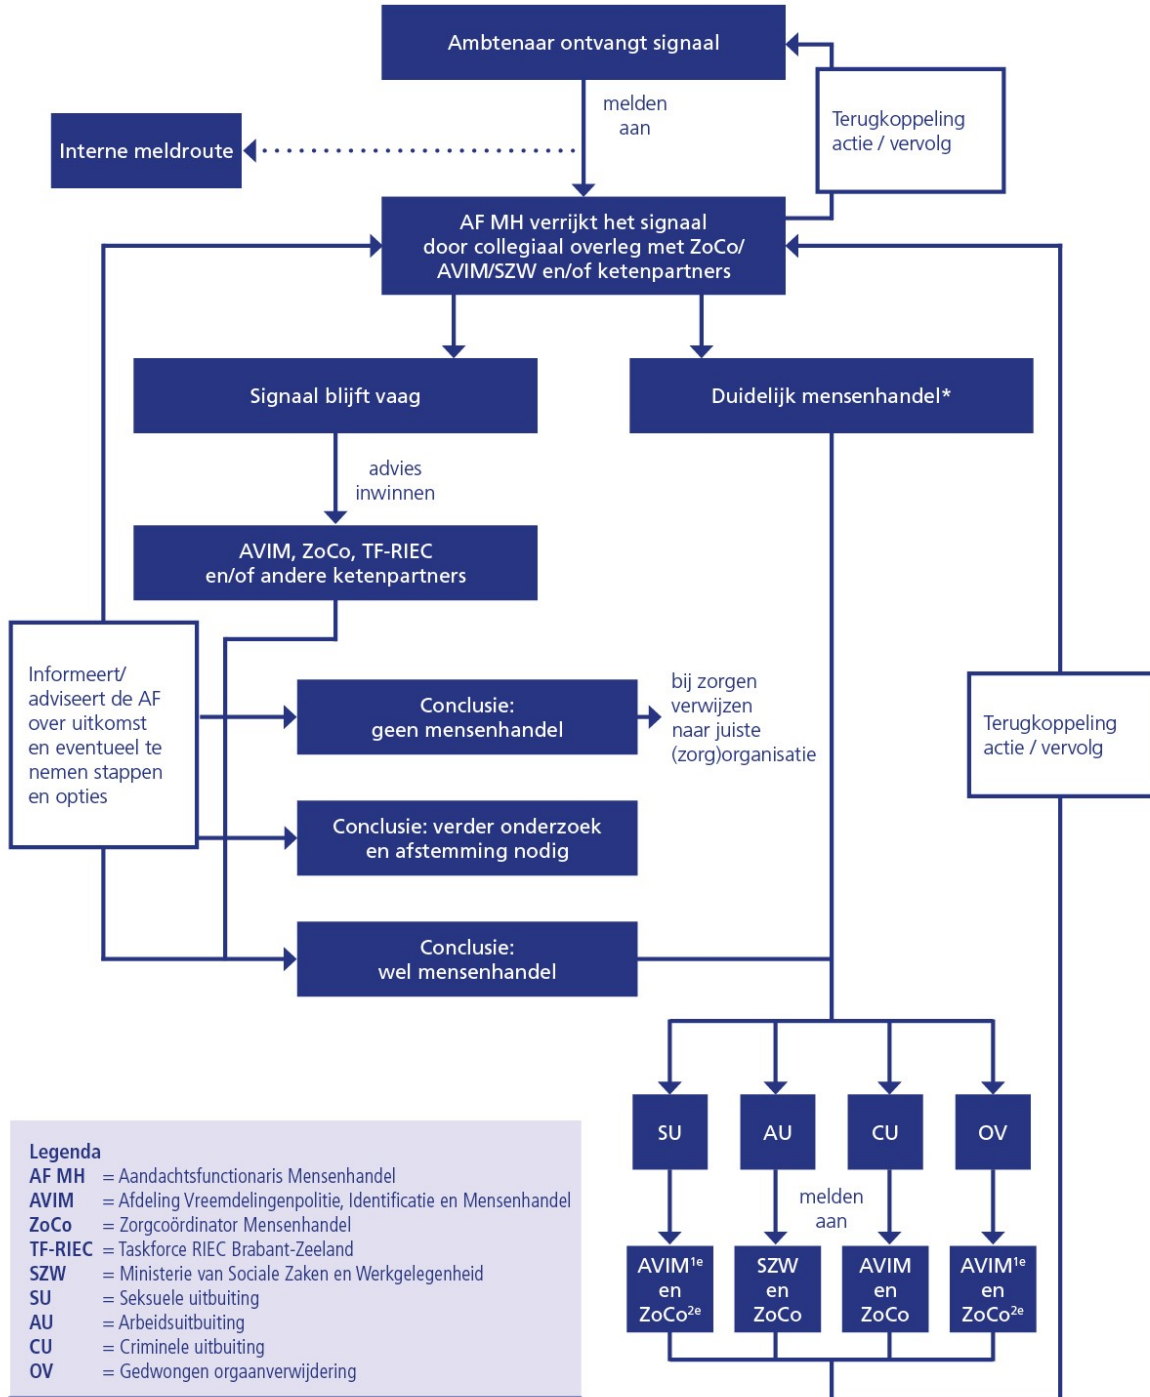 Ambtenaar ontvangt signaal
melden
aan
Terugkoppeling
actie / vervolg
Interne meldroute
AF MH verrijkt het signaal
door collegiaal overleg met ZoCo/
AVIM/SZW en/of ketenpartners
Signaal blijft vaag
Duidelijk mensenhandel*
advies
inwinnen
AVIM, ZoCo, TF-RIEC
en/of andere ketenpartners
Informeert/
adviseert de AF
over uitkomst
en eventueel te
nemen stappen
en opties
Conclusie:
geen mensenhandel
bij zorgen
verwijzen
naar juiste
(zorg)organisatie
Terugkoppeling
actie / vervolg
Conclusie: verder onderzoek
en afstemming nodig
Conclusie:
wel mensenhandel
SU
AU
CU
OV
melden
aan
AVIM1e
en
ZoCo2e
SZW
en
ZoCo
AVIM
en
ZoCo
AVIM1e
en
ZoCo2e
Legenda
AF MH = Aandachtsfunctionaris Mensenhandel
AVIM = Afdeling Vreemdelingenpolitie, Identificatie en Mensenhandel
ZoCo = Zorgcoördinator Mensenhandel
TF-RIEC = Taskforce RIEC Brabant-Zeeland
SZW = Ministerie van Sociale Zaken en Werkgelegenheid
SU = Seksuele uitbuiting
AU = Arbeidsuitbuiting
CU = Criminele uitbuiting
OV = Gedwongen orgaanverwijdering